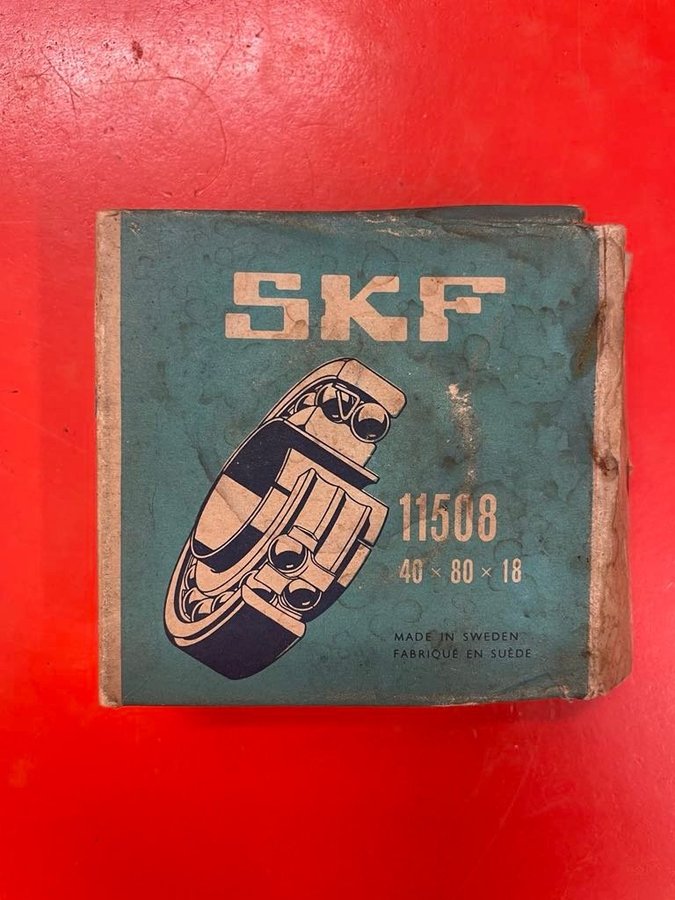 SKF
11508
40 × 80 × 18
MADE IN SWEDEN
FABRIQUÉ EN SUÈDE